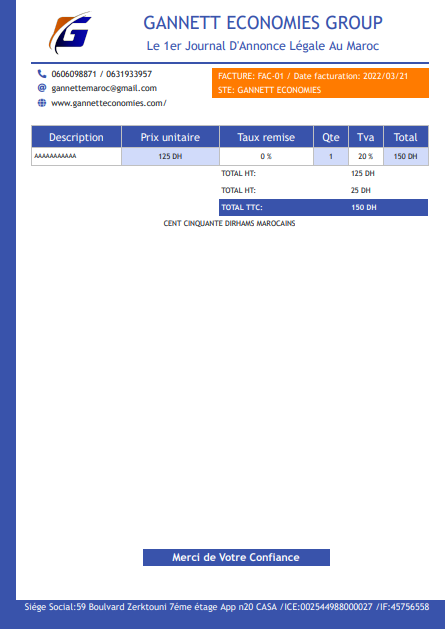 GANNETT ECONOMIES GROUP
Le 1er Journal D'Annonce Légale Au Maroc
0606098871 / 0631933957
gannettemaroc@gmail.com
www.gannetteconomies.com/
FACTURE: FAC-01 / Date facturation: 2022/03/21
STE: GANNETT ECONOMIES
Description Prix unitaire Taux remise Qte Tva Total
AAAAAAAAAAA 125 DH 0 % 1 20 % 150 DH
TOTAL HT: 125 DH
TOTAL HT: 25 DH
TOTAL TTC: 150 DH
CENT CINQUANTE DIRHAMS MAROCAINS
Merci de Votre Confiance
Siége Social:59 Boulvard Zerktouni 7éme étage App n20 CASA /ICE:002544988000027 /IF:45756558